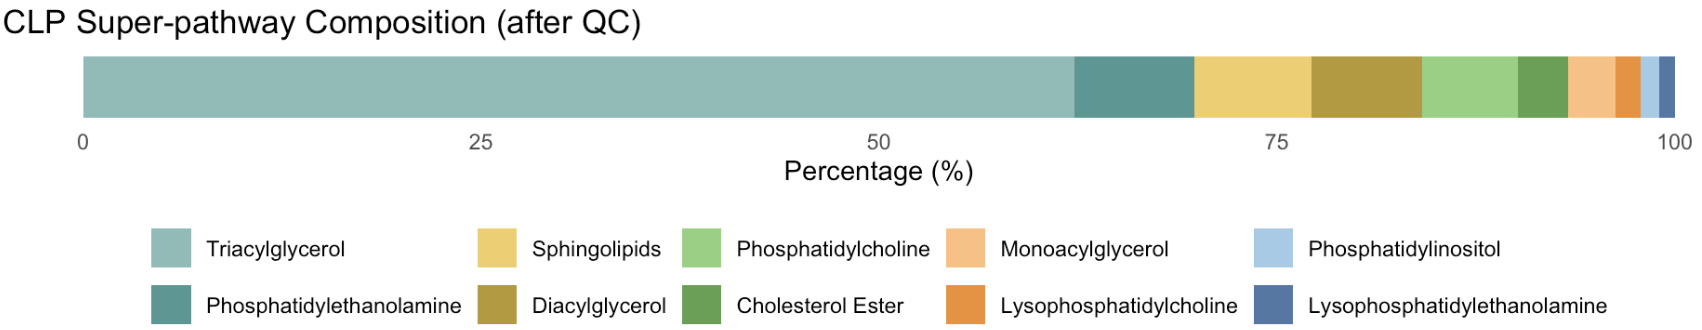 CLP Super-pathway Composition (after QC)
0 25 50 75 100
Percentage (%)
Triacylglycerol Sphingolipids Phosphatidylcholine Monoacylglycerol Phosphatidylinositol
Phosphatidylethanolamine Diacylglycerol Cholesterol Ester Lysophosphatidylcholine Lysophosphatidylethanolamine